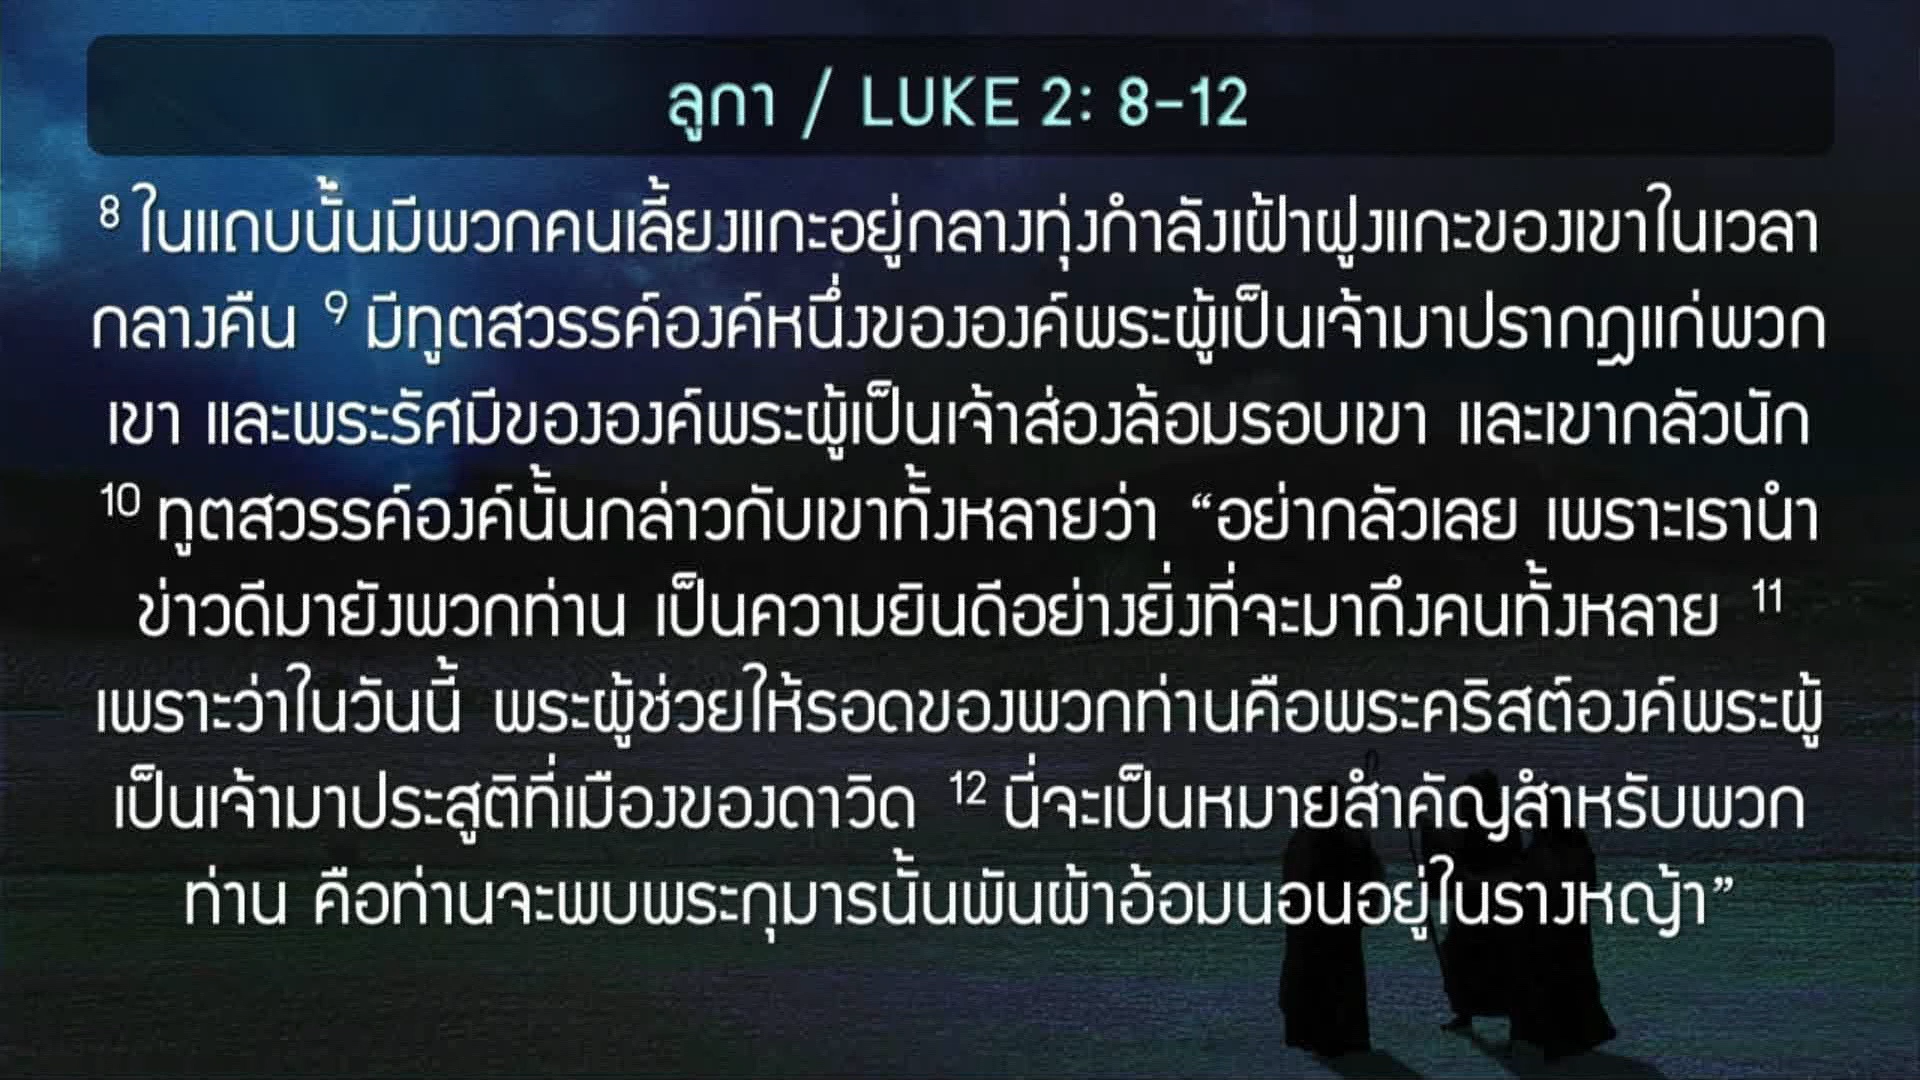 ลูกา / LUKE 2: 8-12
8 ในแถบนั้นมีพวกคนเลี้ยงแกะอยู่กลางทุ่งกำลังเฝ้าฝูงแกะของเขาในเวลา
กลางคืน 9 มีทูตสวรรค์องค์หนึ่งขององค์พระผู้เป็นเจ้ามาปรากฏแก่พวก
เขา และพระรัศมีขององค์พระผู้เป็นเจ้าส่องล้อมรอบเขา และเขากลัวนัก
10 ทูตสวรรค์องค์นั้นกล่าวกับเขาทั้งหลายว่า “อย่ากลัวเลย เพราะเรานำ
ข่าวดีมายังพวกท่าน เป็นความยินดีอย่างยิ่งที่จะมาถึงคนทั้งหลาย 11
เพราะว่าในวันนี้ พระผู้ช่วยให้รอดของพวกท่านคือพระคริสต์องค์พระผู้
เป็นเจ้ามาประสูติที่เมืองของดาวิด 12 นี่จะเป็นหมายสำคัญสำหรับพวก
ท่าน คือท่านจะพบพระกุมารนั้นพันผ้าอ้อมนอนอยู่ในรางหญ้า”